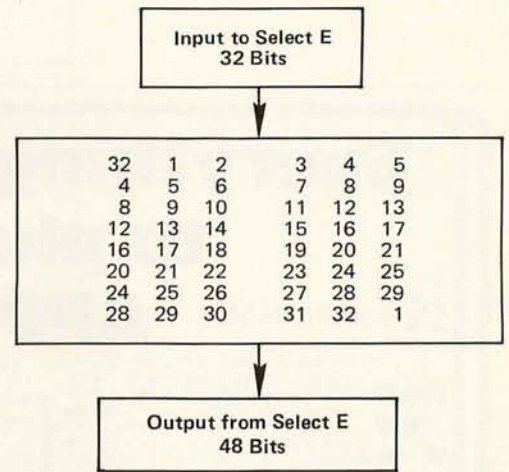 Input to Select E
32 Bits
32 1 2 3 4 5
4 5 6 7 8 9
8 9 10 11 12 13
12 13 14 15 16 17
16 17 18 19 20 21
20 21 22 23 24 25
24 25 26 27 28 29
28 29 30 31 32 1
Output from Select E
48 Bits